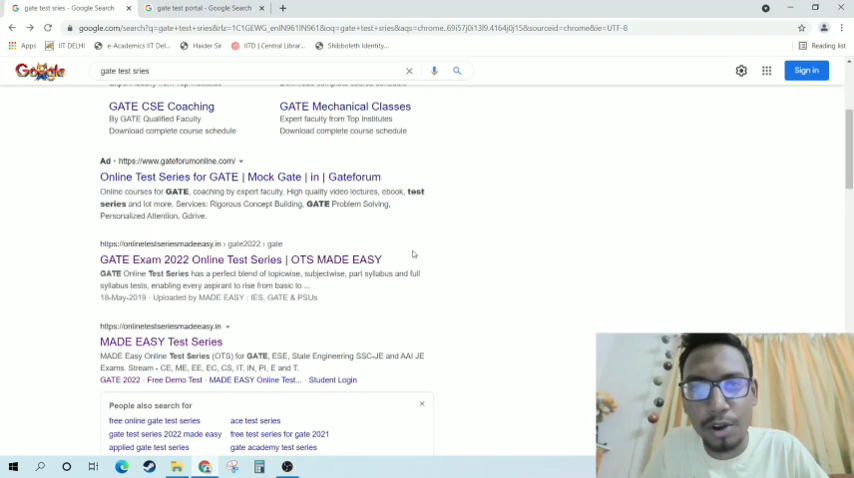 gate test sries - Google Search
gate test portal - Google Search
google.com/search?q=gate+test+sries&rlz=1C1GEWG_enIN961IN961&oq=gate+test+sries&aqs=chrome..69i57j0i13l9.4164j0j15&sourceid=chrome&ie=UTF-8
Apps
IIT DELHI
e-Academics IIT Del...
Haider Sir
IITD | Central Librar...
Shibboleth Identity...
Reading list
Google
gate test sries
Sign in
GATE CSE Coaching
By GATE Qualified Faculty
Download complete course schedule
GATE Mechanical Classes
Expert faculty from Top Institutes
Download complete course schedule
Ad · https://www.gateforumonline.com/
Online Test Series for GATE | Mock Gate | in | Gateforum
Online courses for GATE, coaching by expert faculty. High quality video lectures, ebook, test
series and lot more. Services: Rigorous Concept Building, GATE Problem Solving,
Personalized Attention, Gdrive.
https://onlinetestseriesmadeeasy.in › gate2022 › gate
GATE Exam 2022 Online Test Series | OTS MADE EASY
GATE Online Test Series has a perfect blend of topicwise, subjectwise, part syllabus and full
syllabus tests, enabling every aspirant to rise from basic to ...
18-May-2019 · Uploaded by MADE EASY : IES, GATE & PSUs
https://onlinetestseriesmadeeasy.in
MADE EASY Test Series
MADE Easy Online Test Series (OTS) for GATE, ESE, State Engineering SSC-JE and AAI JE
Exams. Stream - CE, ME, EE, EC, CS, IT, IN, PI, E and T.
GATE 2022 · Free Demo Test · MADE EASY Online Test... · Student Login
People also search for
free online gate test series
ace test series
gate test series 2022 made easy
free test series for gate 2021
applied gate test series
gate academy test series